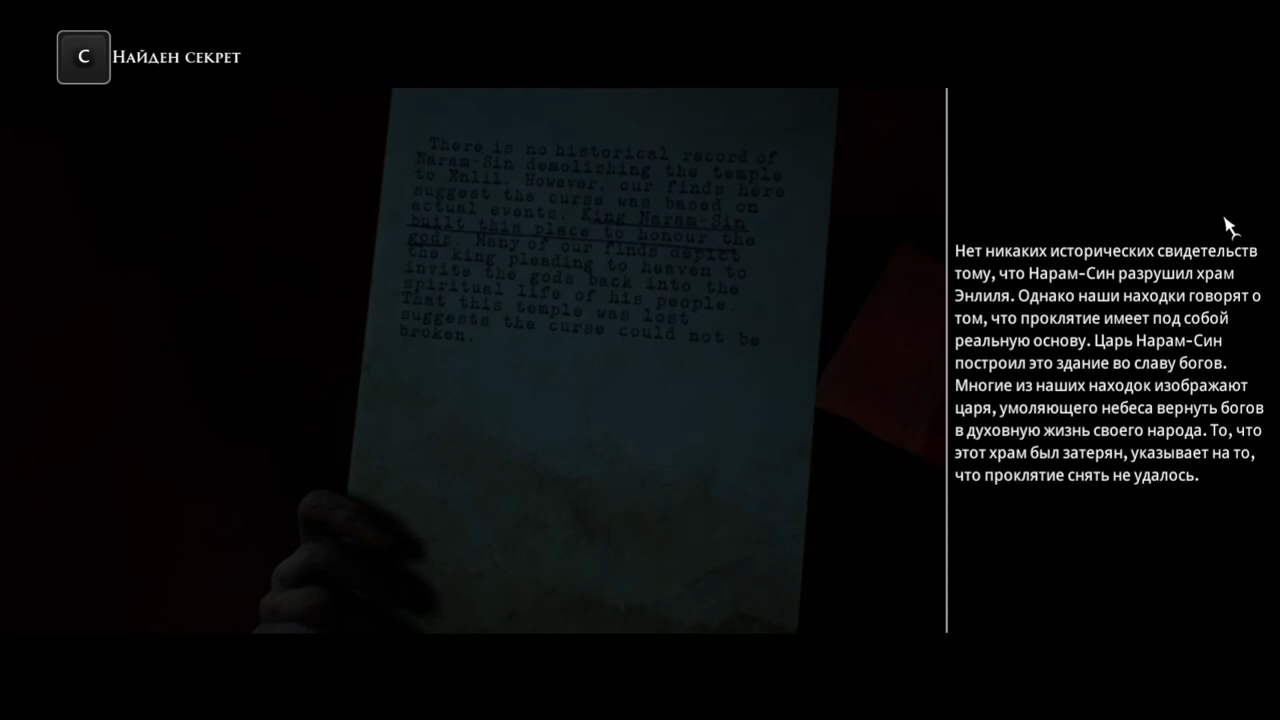 C
НАЙДЕН СЕКРЕТ
There is no historical record of
Naram-Sin demolishing the temple
to Enlil. However, our finds here
suggest the curse was based on
actual events. King Naram-Sin
built this place to honour the
gods. Many of our finds depict
the king pleading to heaven to
invite the gods back into the
spiritual life of his people.
That this temple was lost
suggests the curse could not be
broken.
Нет никаких исторических свидетельств
тому, что Нарам-Син разрушил храм
Энлиля. Однако наши находки говорят о
том, что проклятие имеет под собой
реальную основу. Царь Нарам-Син
построил это здание во славу богов.
Многие из наших находок изображают
царя, умоляющего небеса вернуть богов
в духовную жизнь своего народа. То, что
этот храм был затерян, указывает на то,
что проклятие снять не удалось.